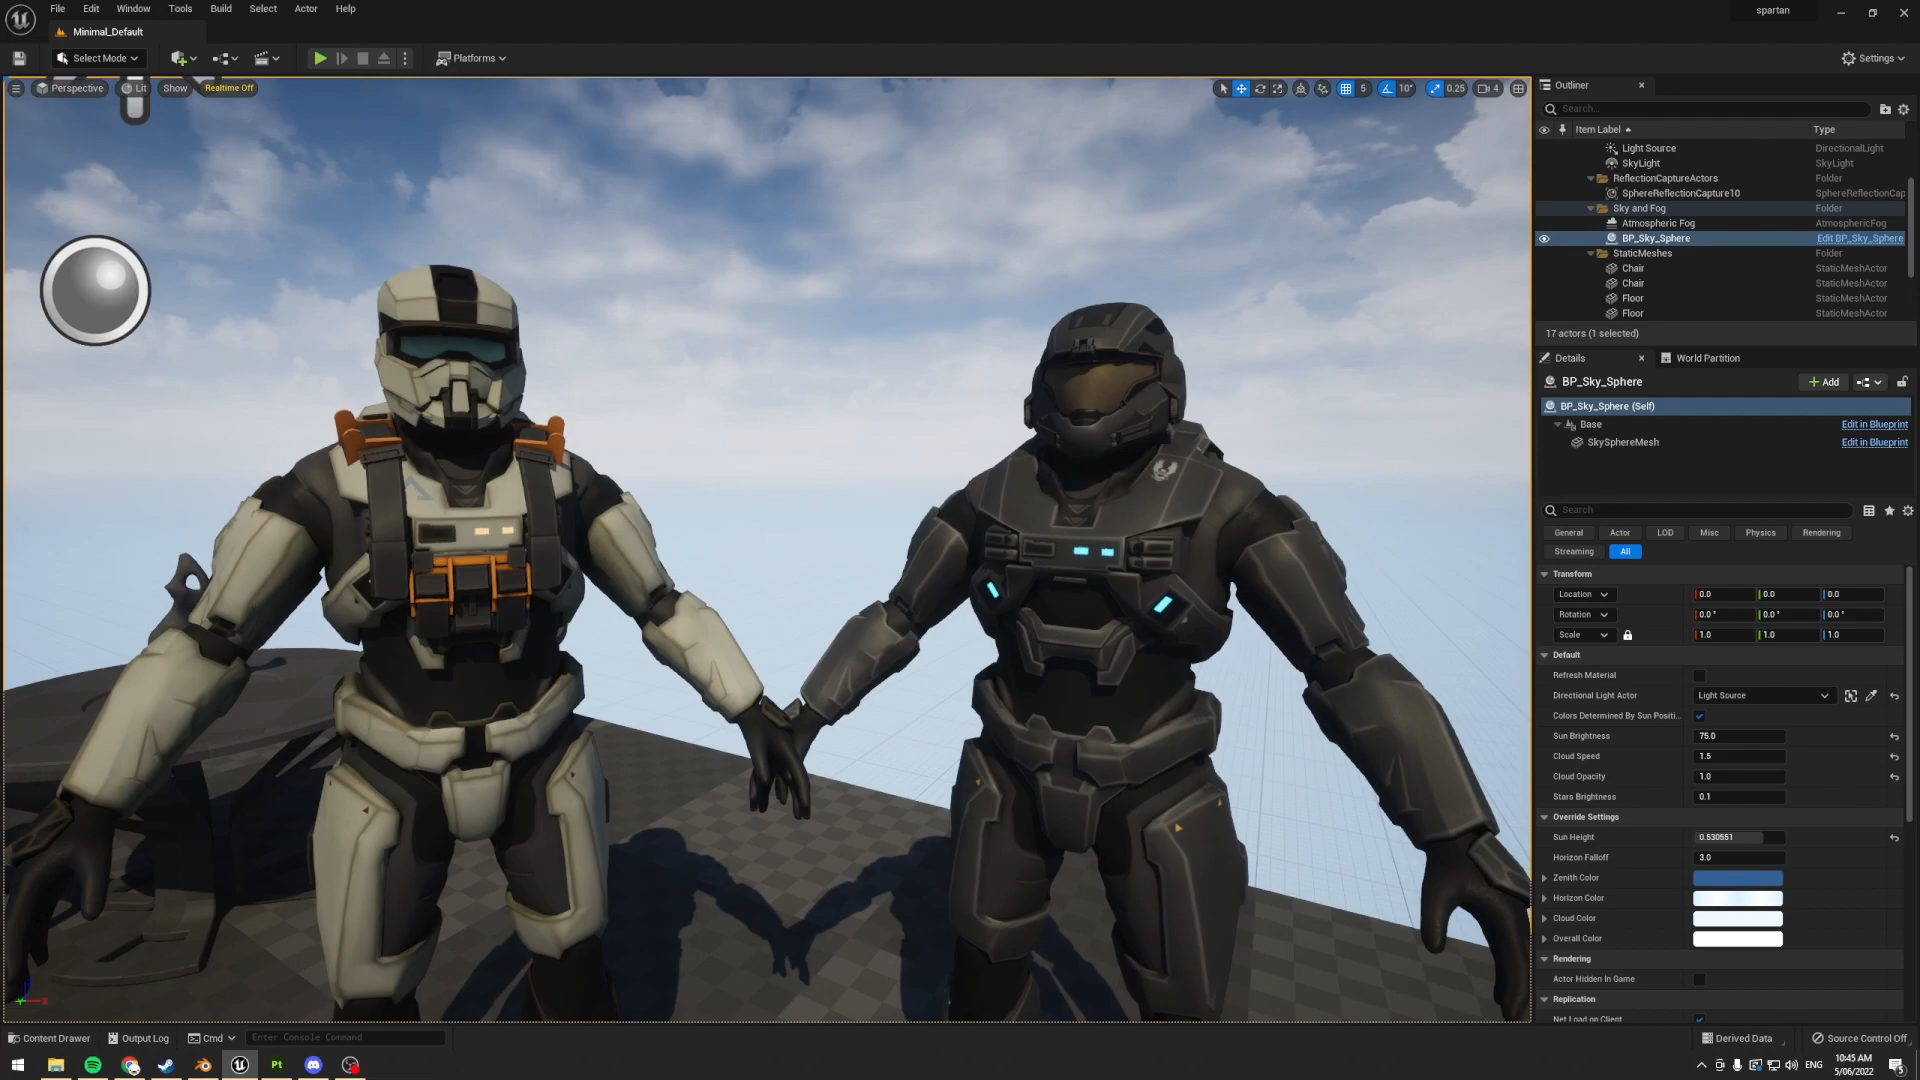 File Edit Window Tools Build Select Actor Help
spartan
Minimal_Default
Select Mode
Platforms
Settings
Perspective Lit Show Realtime Off
5 10° 0.25 4
Outliner
Search...
Item Label Type
Light Source DirectionalLight
SkyLight SkyLight
ReflectionCaptureActors Folder
SphereReflectionCapture10 SphereReflectionCap
Sky and Fog Folder
Atmospheric Fog AtmosphericFog
BP_Sky_Sphere Edit BP_Sky_Sphere
StaticMeshes Folder
Chair StaticMeshActor
Chair StaticMeshActor
Floor StaticMeshActor
Floor StaticMeshActor
17 actors (1 selected)
Details World Partition
BP_Sky_Sphere
Add
BP_Sky_Sphere (Self)
Base Edit in Blueprint
SkySphereMesh Edit in Blueprint
Search
General Actor LOD Misc Physics Rendering
Streaming All
Transform
Location 0.0 0.0 0.0
Rotation 0.0 ° 0.0 ° 0.0 °
Scale 1.0 1.0 1.0
Default
Refresh Material
Directional Light Actor Light Source
Colors Determined By Sun Positi...
Sun Brightness 75.0
Cloud Speed 1.5
Cloud Opacity 1.0
Stars Brightness 0.1
Override Settings
Sun Height 0.530551
Horizon Falloff 3.0
Zenith Color
Horizon Color
Cloud Color
Overall Color
Rendering
Actor Hidden In Game
Replication
Net Load on Client
Content Drawer Output Log Cmd Enter Console Command
Derived Data Source Control Off
Pt
ENG
10:45 AM
5/06/2022
5